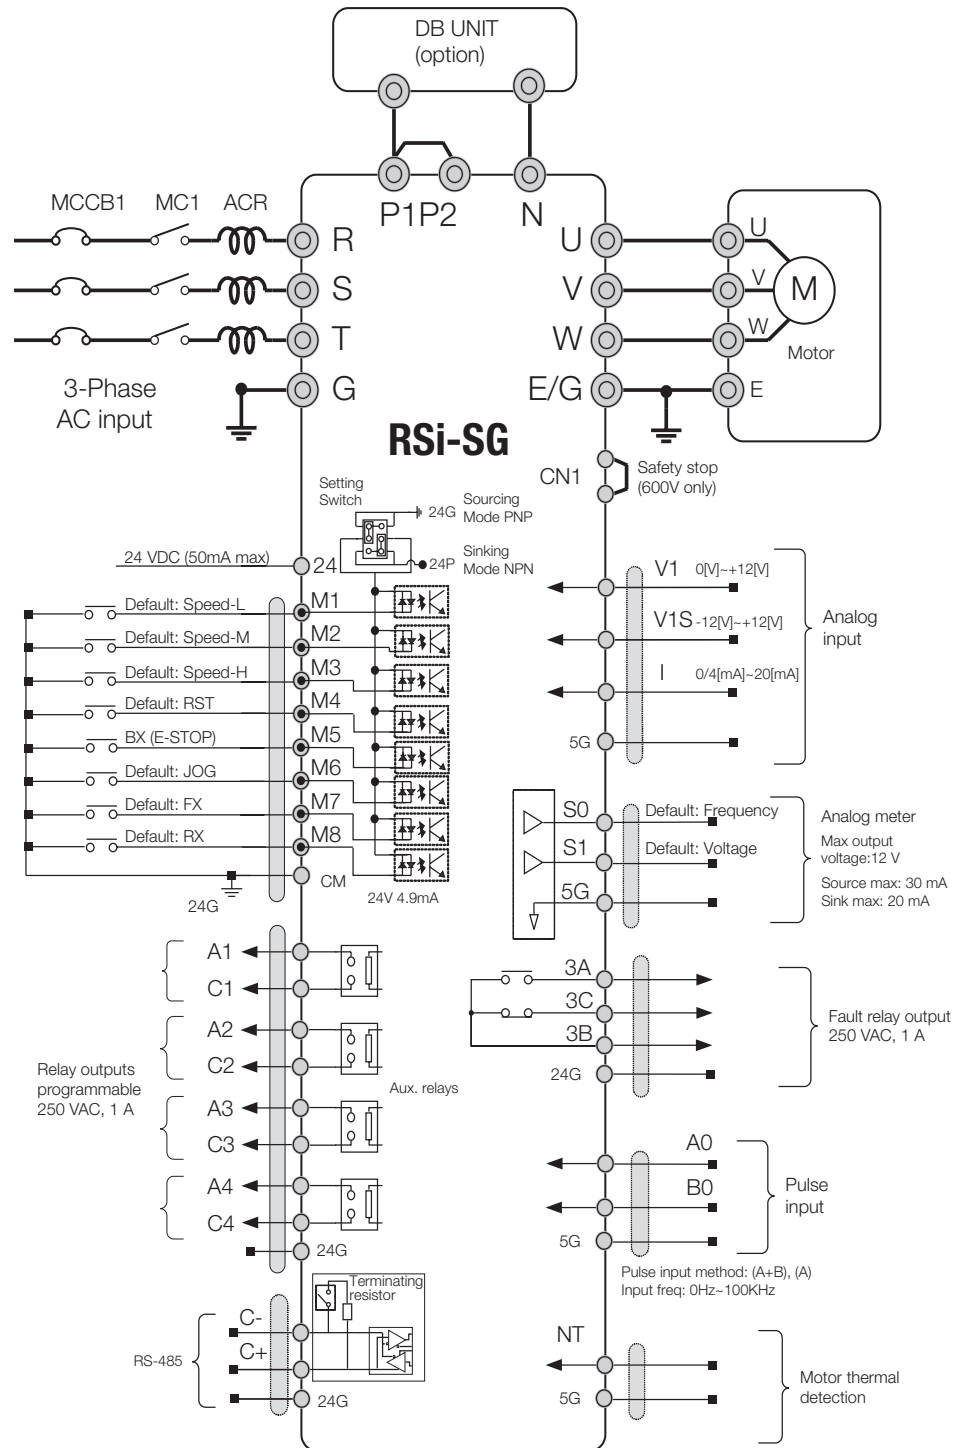 DB UNIT
(option)
P1P2
N
MCCB1 MC1 ACR
R
S
T
G
3-Phase
AC input
U
V
W
E/G
U
V
W
E
M
Motor
RSi-SG
CN1
Safety stop
(600V only)
Setting
Switch
24G
Sourcing
Mode PNP
24P
Sinking
Mode NPN
24 VDC (50mA max)
24
Default: Speed-L
M1
Default: Speed-M
M2
Default: Speed-H
M3
Default: RST
M4
BX (E-STOP)
M5
Default: JOG
M6
Default: FX
M7
Default: RX
M8
CM
24G
24V 4.9mA
V1 0[V]~+12[V]
V1S -12[V]~+12[V]
I 0/4[mA]~20[mA]
5G
Analog
input
S0
Default: Frequency
S1
Default: Voltage
5G
Analog meter
Max output
voltage:12 V
Source max: 30 mA
Sink max: 20 mA
A1
C1
A2
C2
A3
C3
A4
C4
24G
Relay outputs
programmable
250 VAC, 1 A
Aux. relays
3A
3C
3B
24G
Fault relay output
250 VAC, 1 A
A0
B0
5G
Pulse
input
Pulse input method: (A+B), (A)
Input freq: 0Hz~100KHz
Terminating
resistor
C-
C+
RS-485
24G
NT
5G
Motor thermal
detection